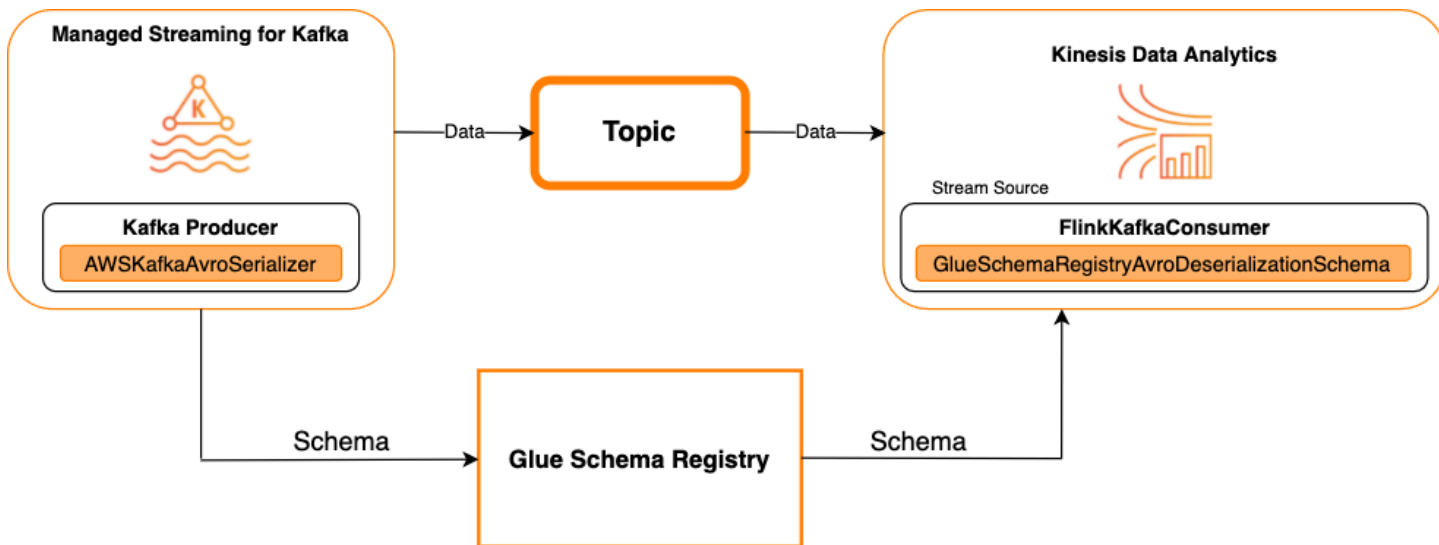 Managed Streaming for Kafka
K
Kafka Producer
AWSKafkaAvroSerializer
Data
Topic
Data
Kinesis Data Analytics
Stream Source
FlinkKafkaConsumer
GlueSchemaRegistryAvroDeserializationSchema
Schema
Glue Schema Registry
Schema